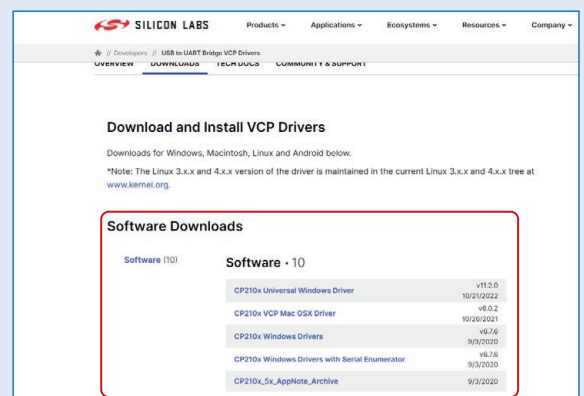 SILICON LABS Products Applications Ecosystems Resources Company
// Developers // USB to UART Bridge VCP Drivers
OVERVIEW DOWNLOADS TECH DOCS COMMUNITY & SUPPORT
Download and Install VCP Drivers
Downloads for Windows, Macintosh, Linux and Android below.
*Note: The Linux 3.x.x and 4.x.x version of the driver is maintained in the current Linux 3.x.x and 4.x.x tree at
www.kernel.org.
Software Downloads
Software (10)
Software • 10
CP210x Universal Windows Driver v11.2.0
10/21/2022
CP210x VCP Mac OSX Driver v6.0.2
10/26/2021
CP210x Windows Drivers v6.7.6
9/3/2020
CP210x Windows Drivers with Serial Enumerator v6.7.6
9/3/2020
CP210x_5x_AppNote_Archive 9/3/2020